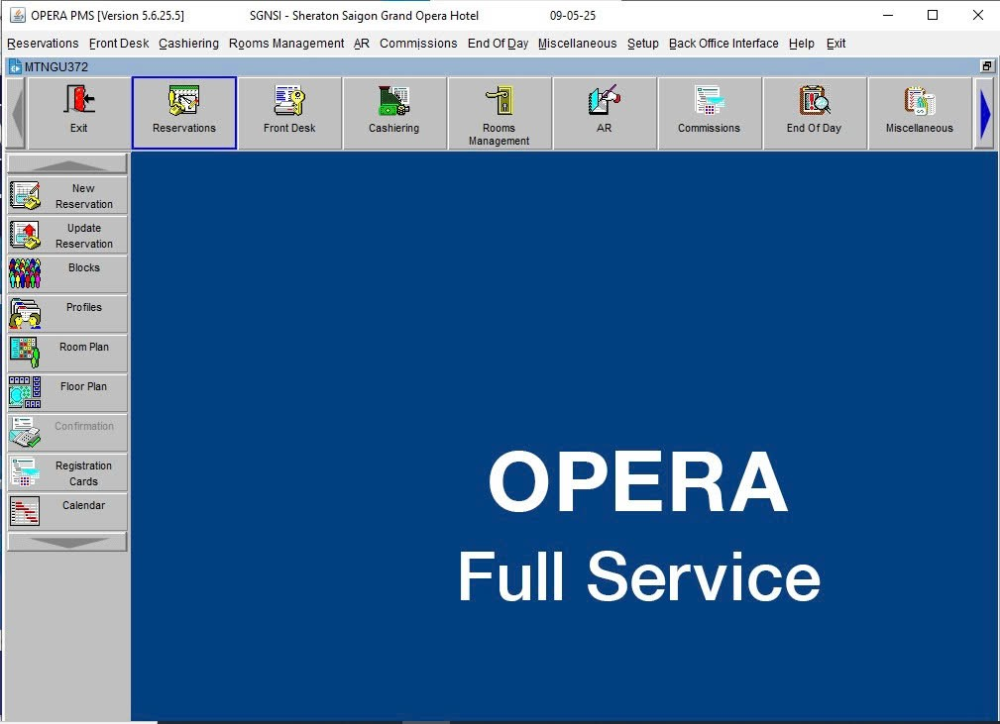 OPERA PMS [Version 5.6.25.5] SGNSI - Sheraton Saigon Grand Opera Hotel 09-05-25
Reservations Front Desk Cashiering Rooms Management AR Commissions End Of Day Miscellaneous Setup Back Office Interface Help Exit
MTNGU372
Exit Reservations Front Desk Cashiering Rooms AR Commissions End Of Day Miscellaneous
Management
New
Reservation
Update
Reservation
Blocks
Profiles
Room Plan
Floor Plan
Confirmation
Registration
Cards
Calendar
OPERA
Full Service